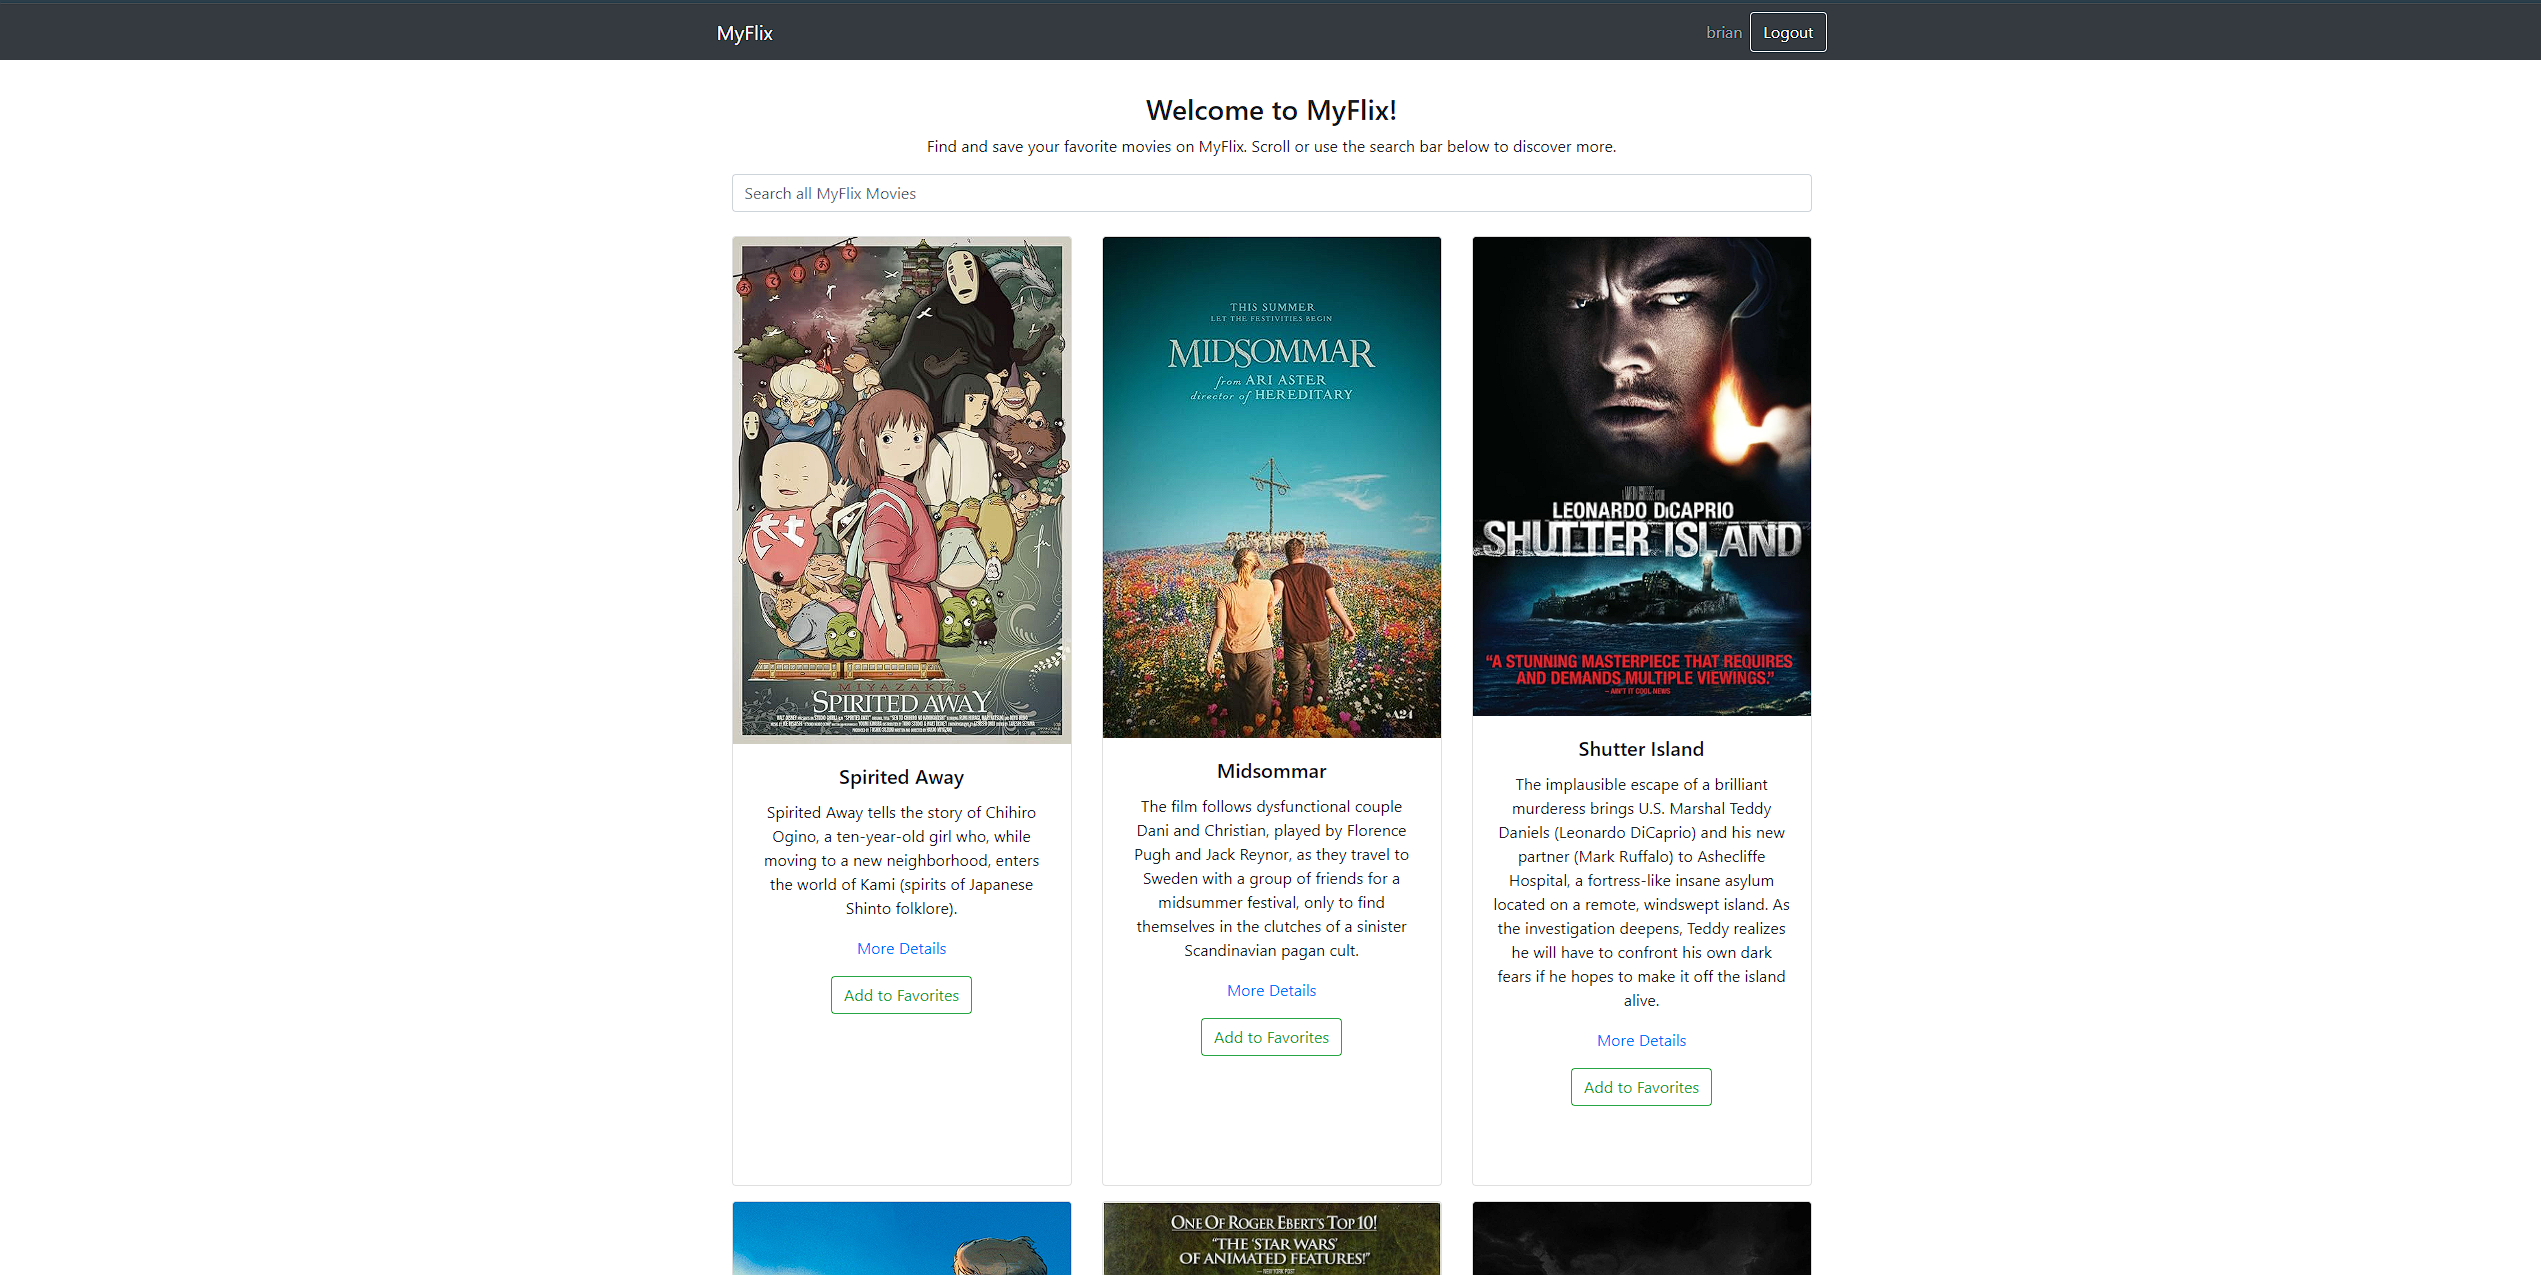 MyFlix
brian
Logout
Welcome to MyFlix!
Find and save your favorite movies on MyFlix. Scroll or use the search bar below to discover more.
Search all MyFlix Movies
MIYAZAKI'S
SPIRITED AWAY
Spirited Away
Spirited Away tells the story of Chihiro
Ogino, a ten-year-old girl who, while
moving to a new neighborhood, enters
the world of Kami (spirits of Japanese
Shinto folklore).
More Details
Add to Favorites
THIS SUMMER
LET THE FESTIVITIES BEGIN
MIDSOMMAR
from ARI ASTER
director of HEREDITARY
A24
Midsommar
The film follows dysfunctional couple
Dani and Christian, played by Florence
Pugh and Jack Reynor, as they travel to
Sweden with a group of friends for a
midsummer festival, only to find
themselves in the clutches of a sinister
Scandinavian pagan cult.
More Details
Add to Favorites
LEONARDO DiCAPRIO
SHUTTER ISLAND
“A STUNNING MASTERPIECE THAT REQUIRES
AND DEMANDS MULTIPLE VIEWINGS.”
– AIN'T IT COOL NEWS
Shutter Island
The implausible escape of a brilliant
murderess brings U.S. Marshal Teddy
Daniels (Leonardo DiCaprio) and his new
partner (Mark Ruffalo) to Ashecliffe
Hospital, a fortress-like insane asylum
located on a remote, windswept island. As
the investigation deepens, Teddy realizes
he will have to confront his own dark
fears if he hopes to make it off the island
alive.
More Details
Add to Favorites
ONE OF ROGER EBERT'S TOP 10!
“THE ‘STAR WARS’
OF ANIMATED FEATURES!”
— NEW YORK POST